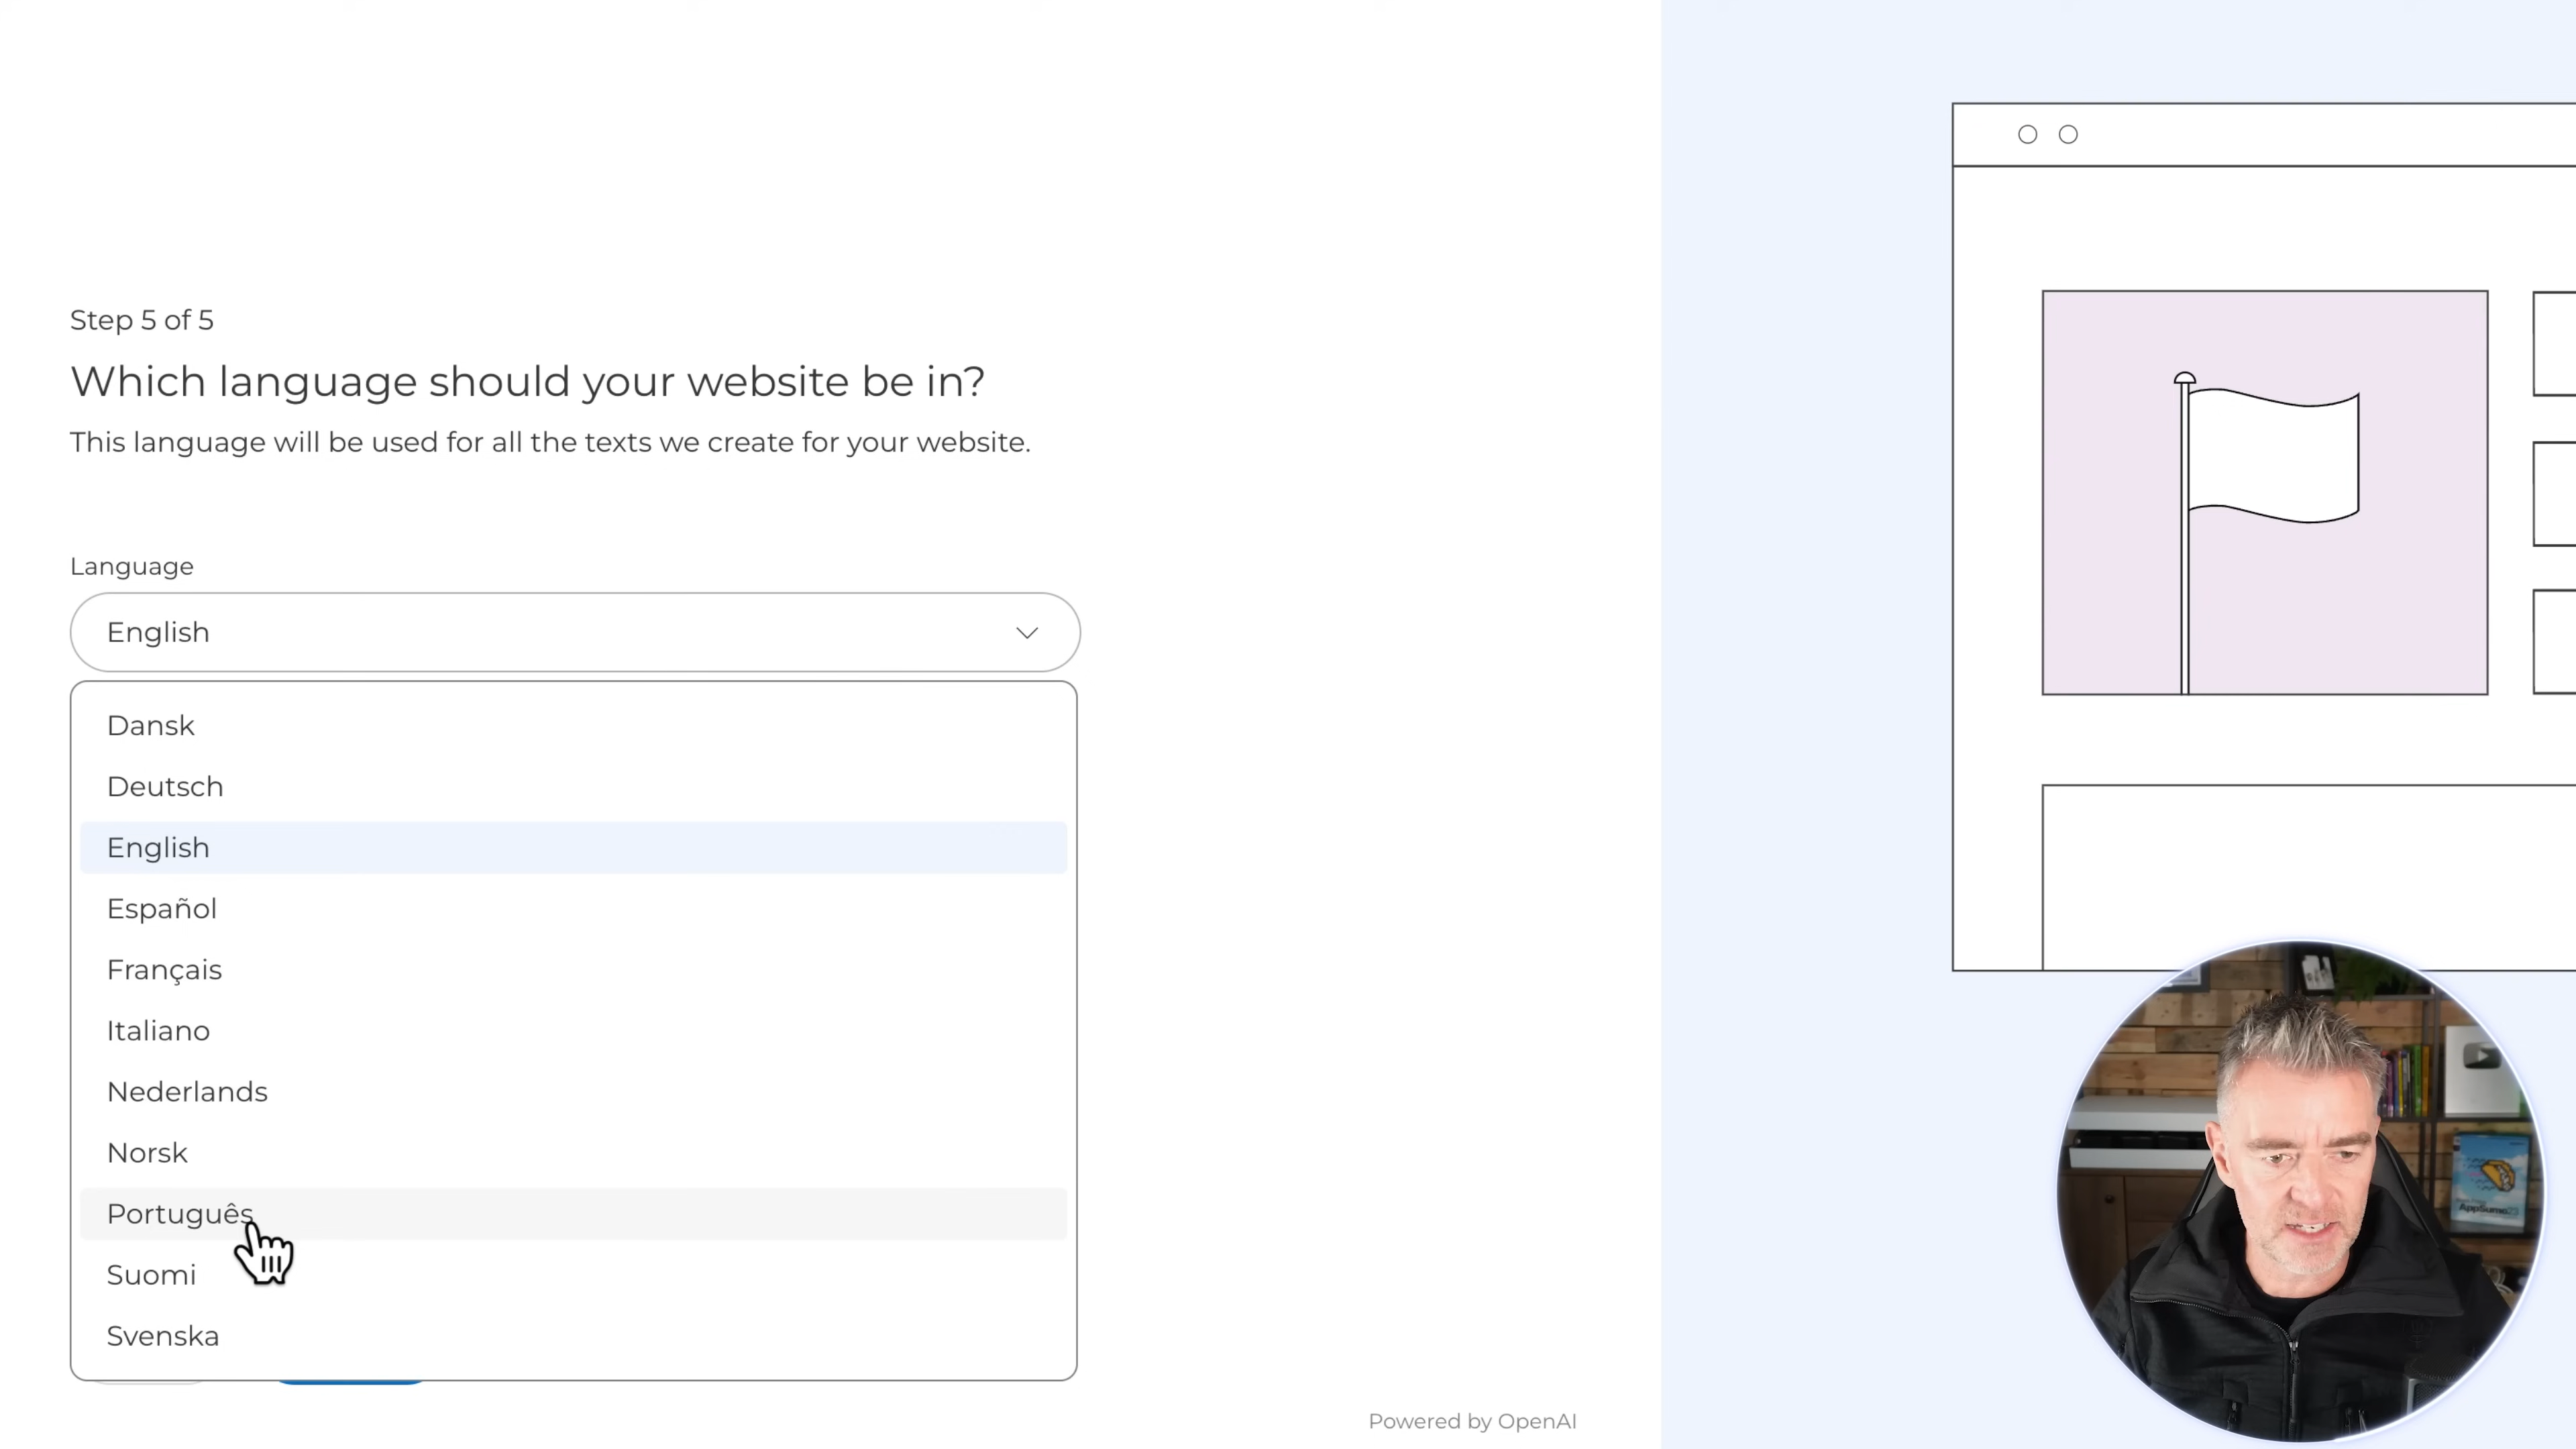 Step 5 of 5
Which language should your website be in?
This language will be used for all the texts we create for your website.
Language
English
Dansk
Deutsch
English
Español
Français
Italiano
Nederlands
Norsk
Português
Suomi
Svenska
Powered by OpenAI
AppSumo